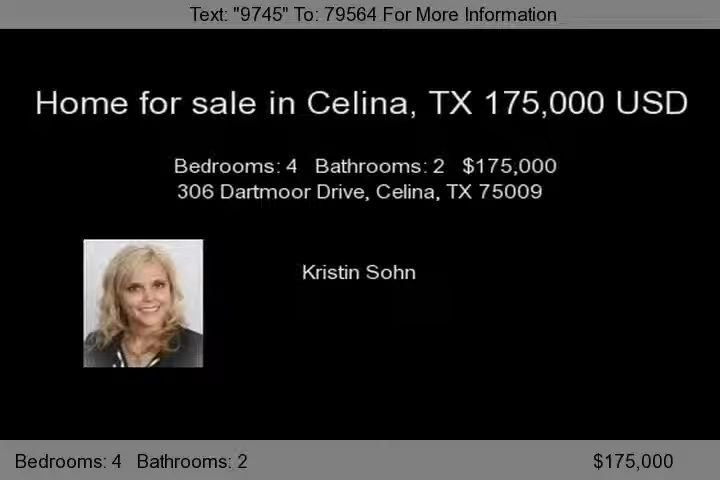 Text: "9745" To: 79564 For More Information
Home for sale in Celina, TX 175,000 USD
Bedrooms: 4 Bathrooms: 2 $175,000
306 Dartmoor Drive, Celina, TX 75009
Kristin Sohn
Bedrooms: 4 Bathrooms: 2 $175,000